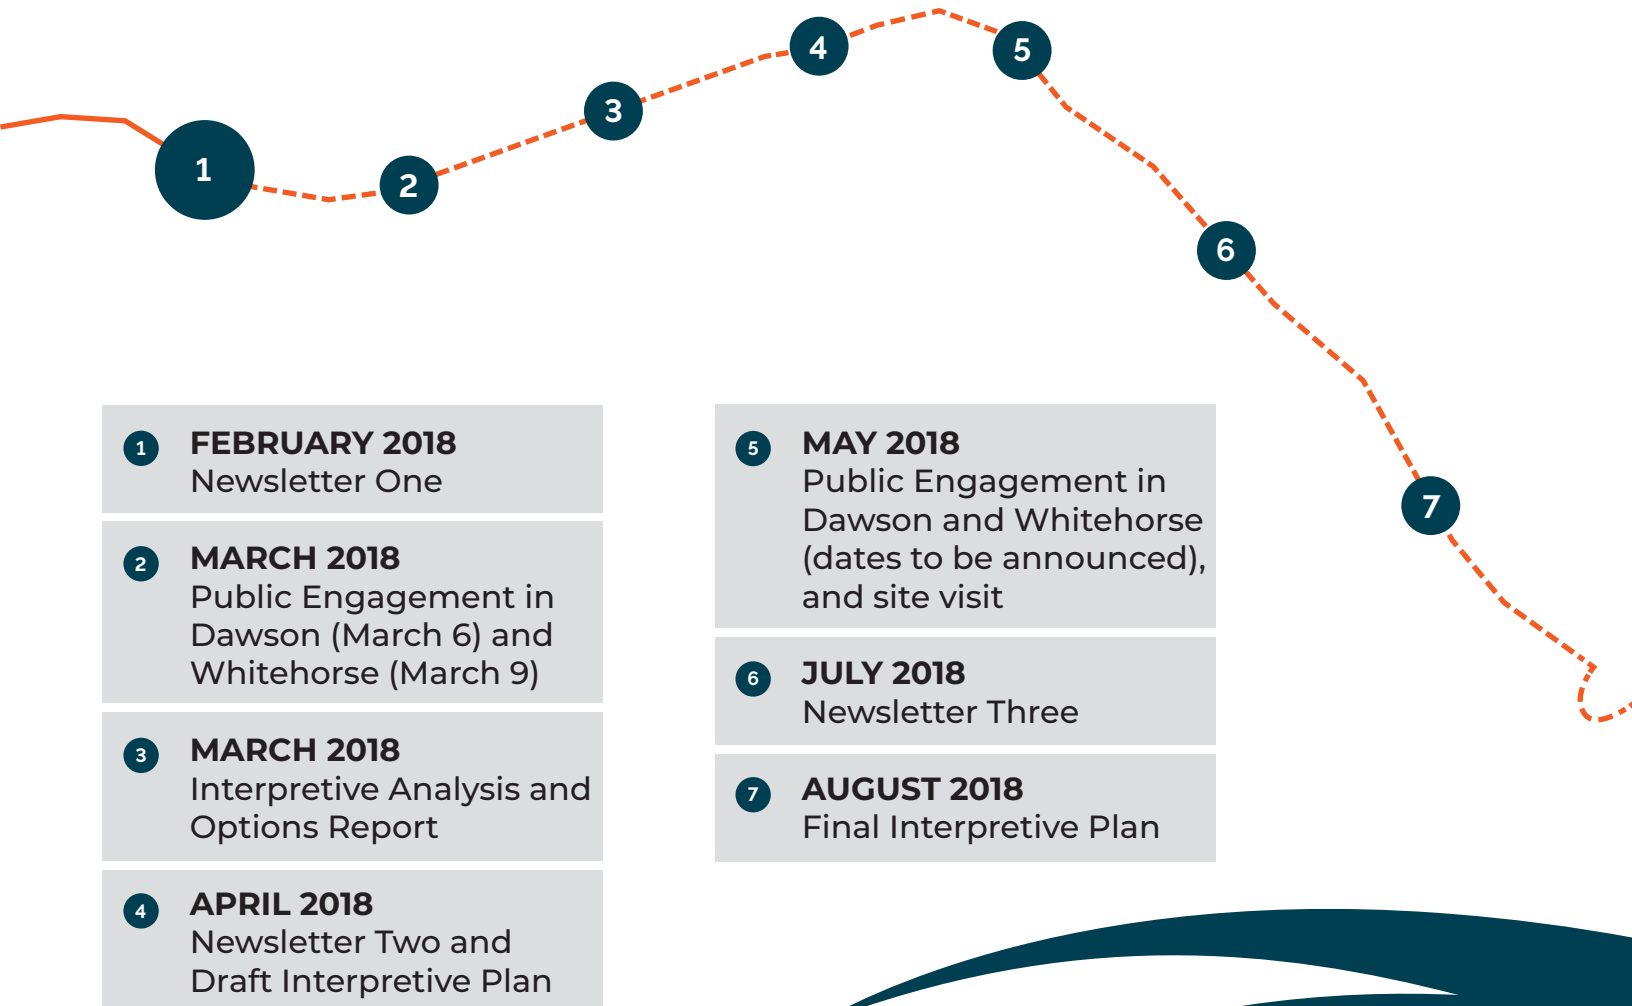 1
2
3
4
5
6
7
1 FEBRUARY 2018
Newsletter One
2 MARCH 2018
Public Engagement in
Dawson (March 6) and
Whitehorse (March 9)
3 MARCH 2018
Interpretive Analysis and
Options Report
4 APRIL 2018
Newsletter Two and
Draft Interpretive Plan
5 MAY 2018
Public Engagement in
Dawson and Whitehorse
(dates to be announced),
and site visit
6 JULY 2018
Newsletter Three
7 AUGUST 2018
Final Interpretive Plan